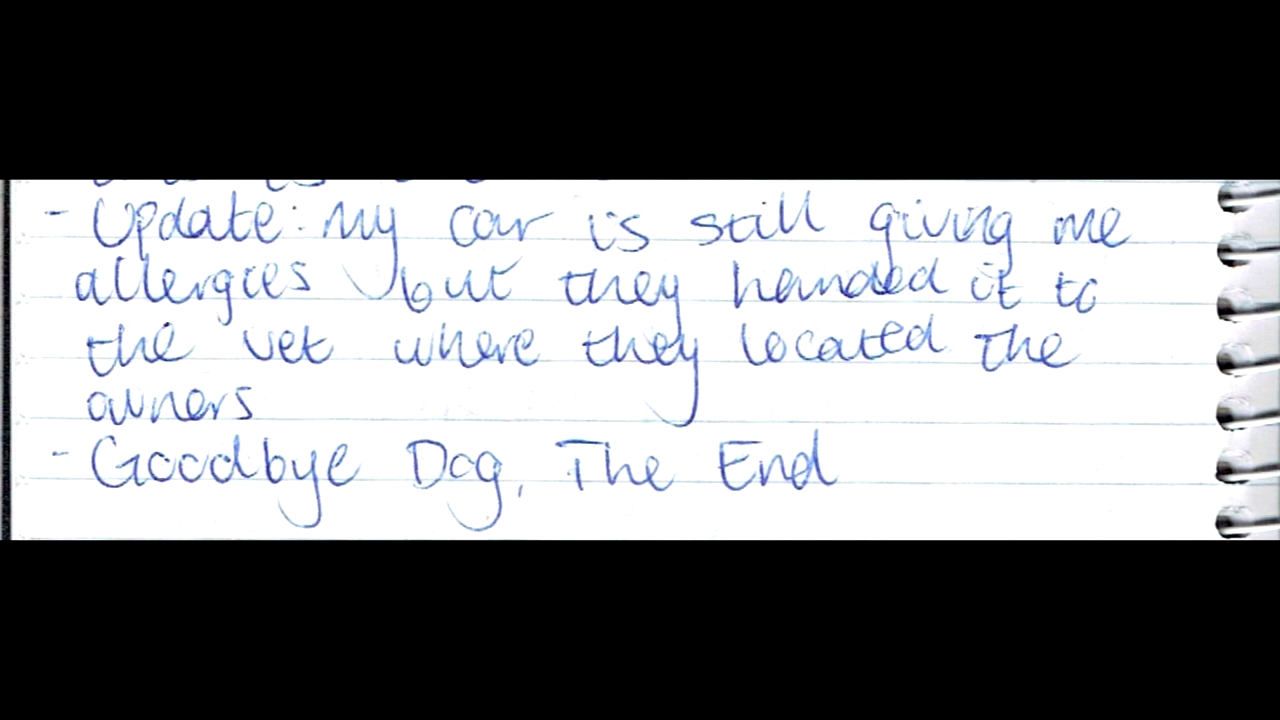 - Update: My car is still giving me
allergies but they handed it to
the vet where they located the
owners
- Goodbye Dog, The End